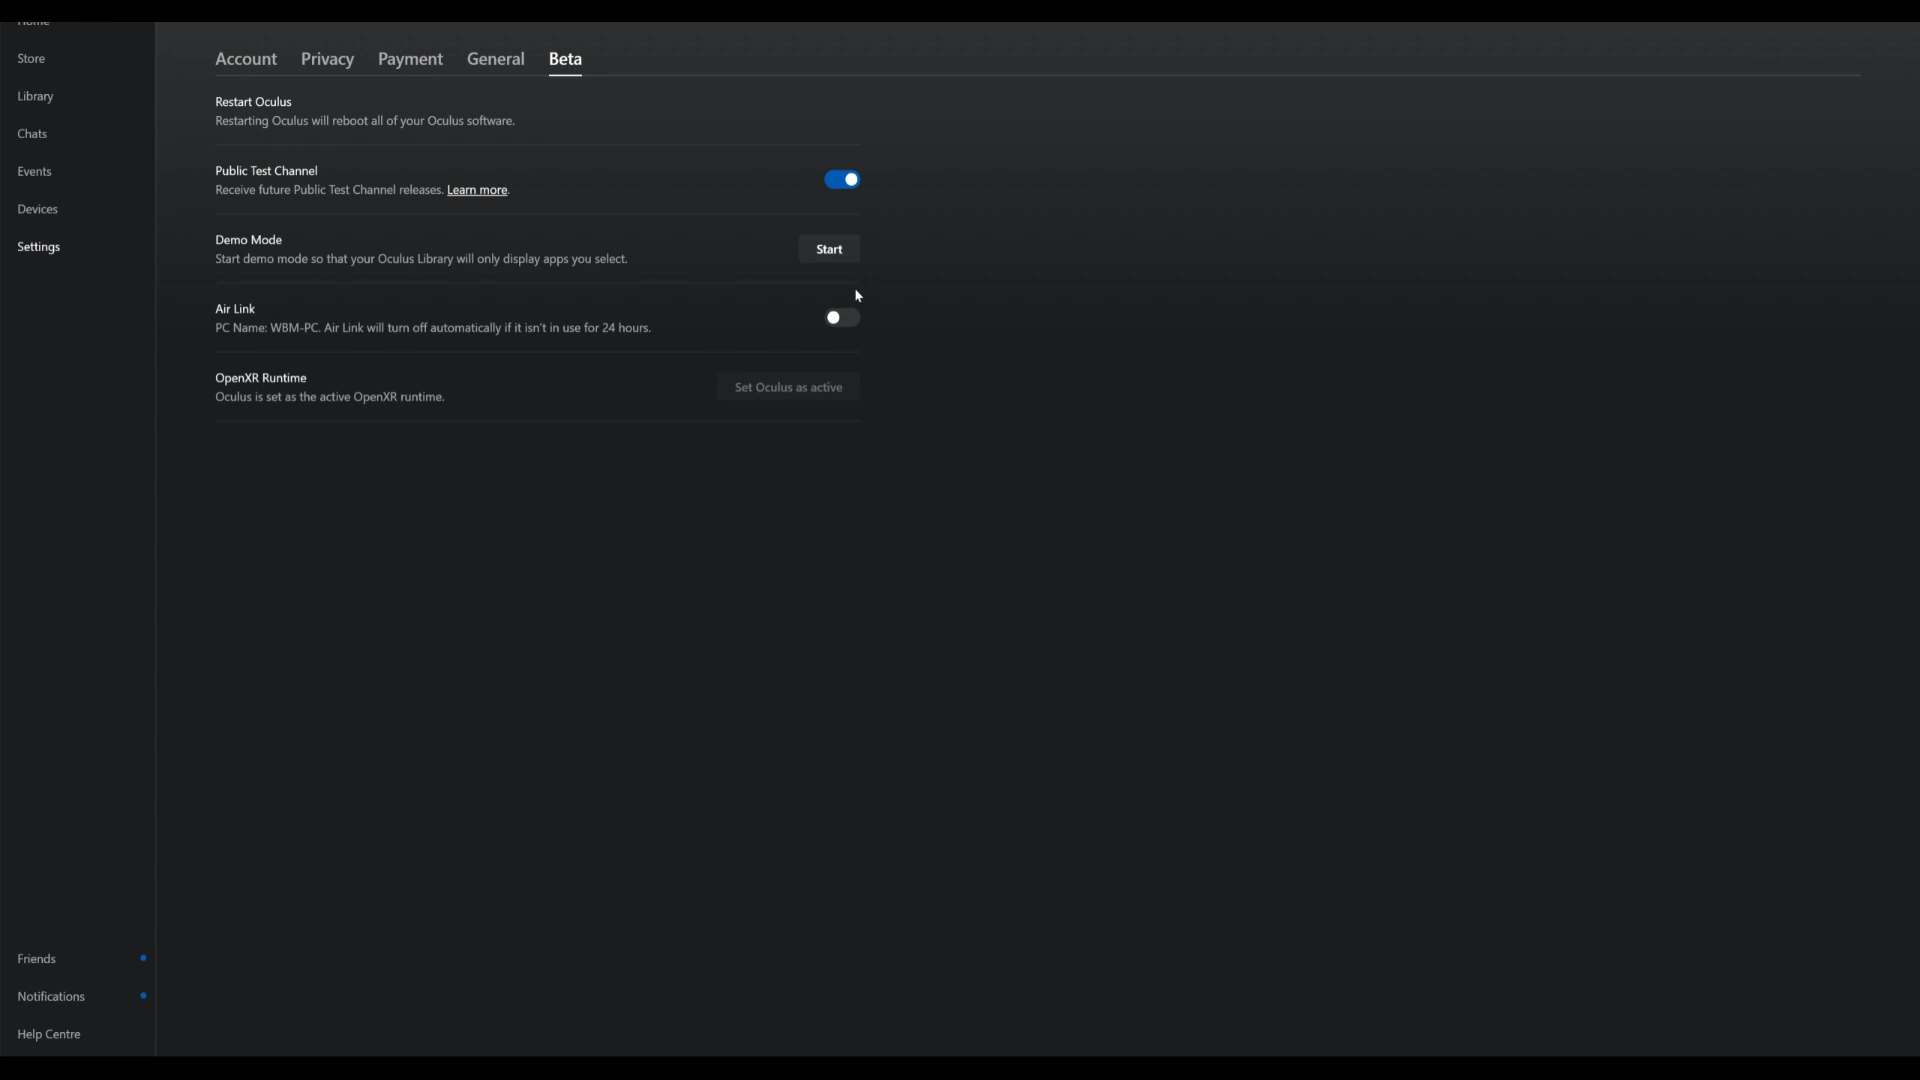 Home
Store
Library
Chats
Events
Devices
Settings
Friends
Notifications
Help Centre
Account Privacy Payment General Beta
Restart Oculus
Restarting Oculus will reboot all of your Oculus software.
Public Test Channel
Receive future Public Test Channel releases. Learn more.
Demo Mode
Start demo mode so that your Oculus Library will only display apps you select.
Start
Air Link
PC Name: WBM-PC. Air Link will turn off automatically if it isn't in use for 24 hours.
OpenXR Runtime
Oculus is set as the active OpenXR runtime.
Set Oculus as active